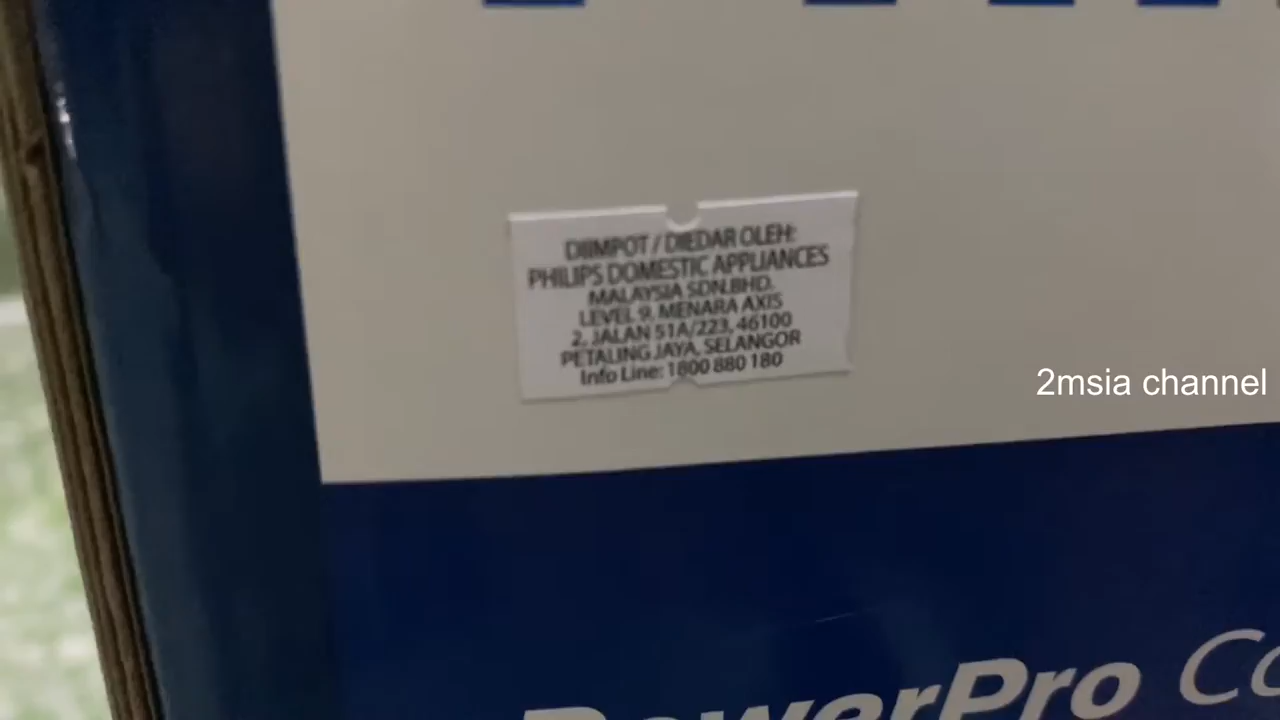 DIIMPOT / DIEDAR OLEH:
PHILIPS DOMESTIC APPLIANCES
MALAYSIA SDN.BHD.
LEVEL 9, MENARA AXIS
2, JALAN 51A/223, 46100
PETALING JAYA, SELANGOR
Info Line: 1800 880 180
2msia channel
PowerPro Co